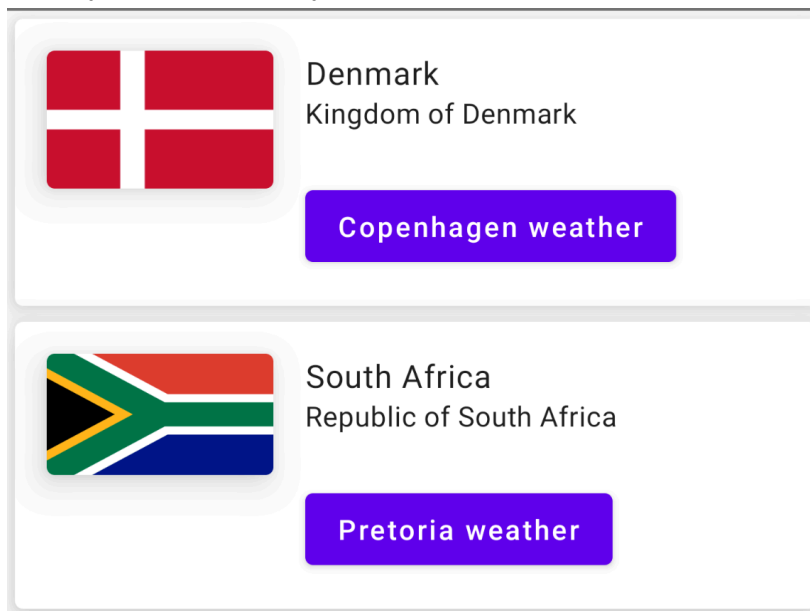 Denmark
Kingdom of Denmark
Copenhagen weather
South Africa
Republic of South Africa
Pretoria weather